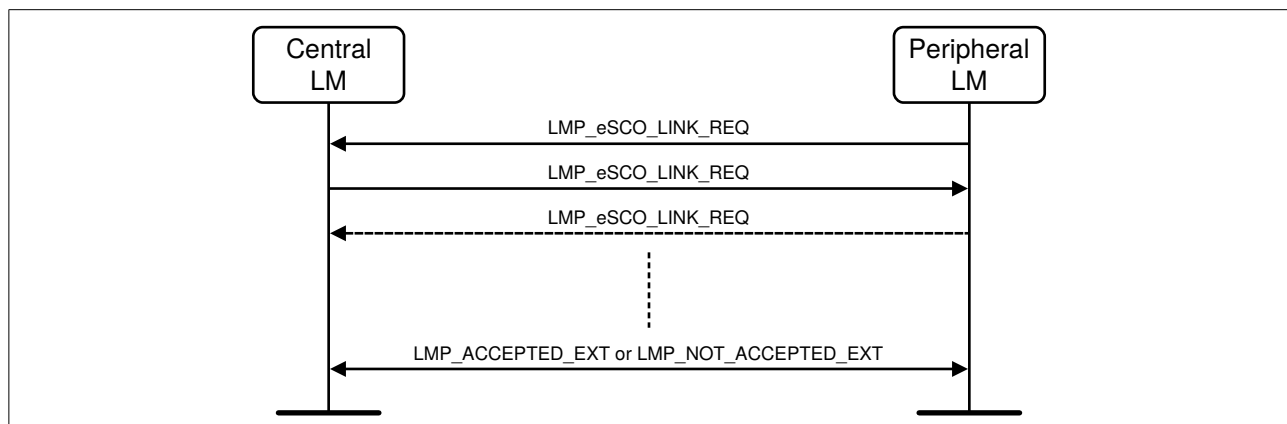 Central
LM
Peripheral
LM
LMP_eSCO_LINK_REQ
LMP_eSCO_LINK_REQ
LMP_eSCO_LINK_REQ
LMP_ACCEPTED_EXT or LMP_NOT_ACCEPTED_EXT